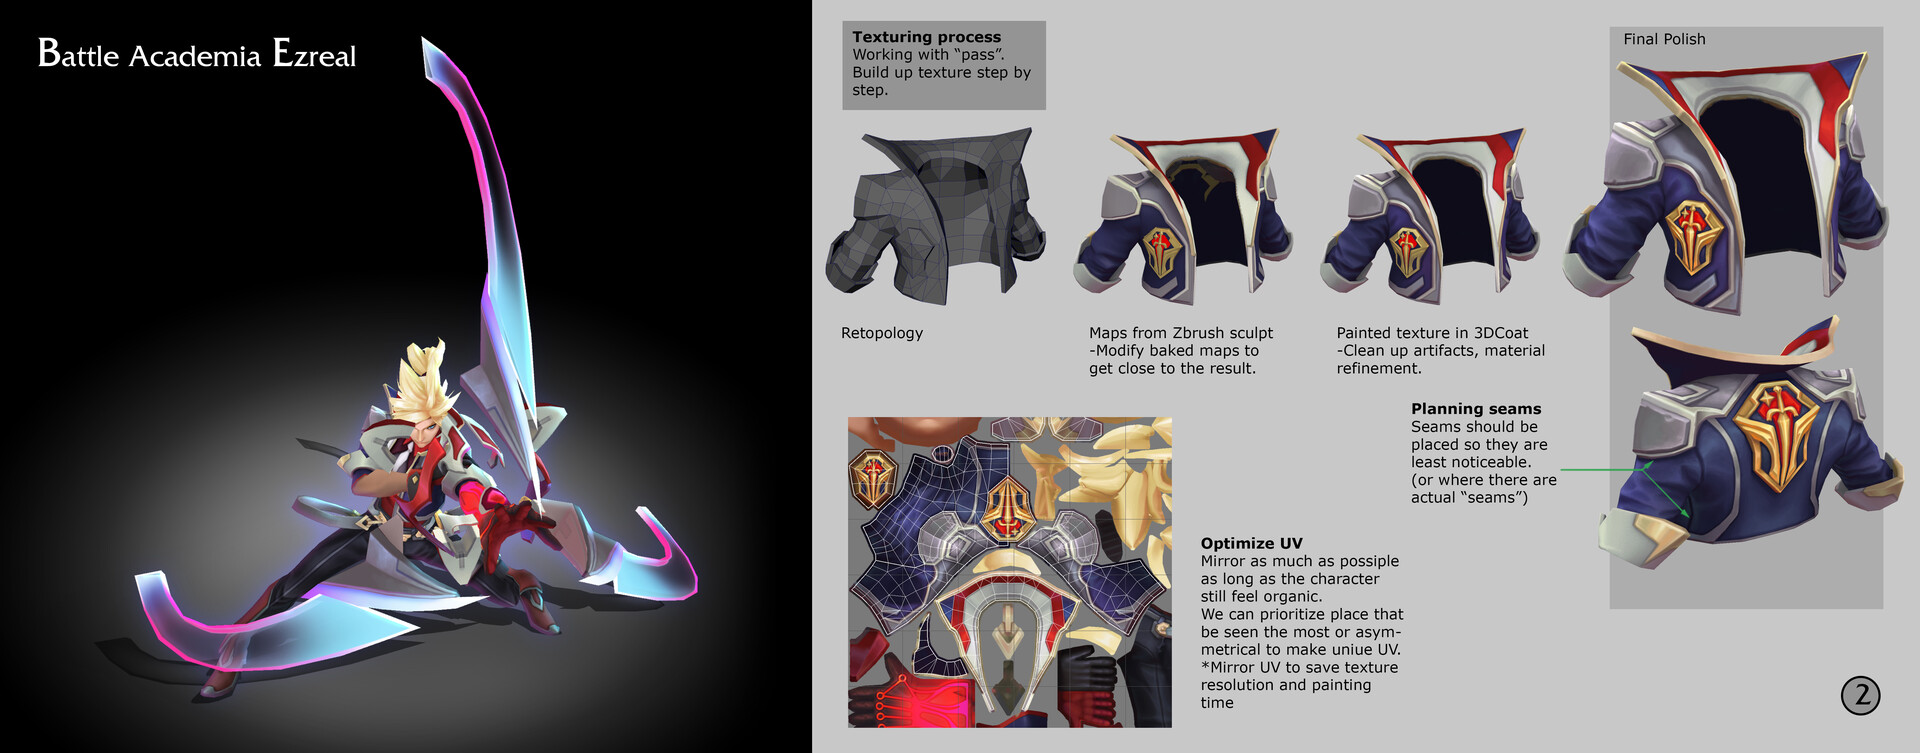 Battle Academia Ezreal
Texturing process
Working with “pass”.
Build up texture step by
step.
Final Polish
Retopology
Maps from Zbrush sculpt
-Modify baked maps to
get close to the result.
Painted texture in 3DCoat
-Clean up artifacts, material
refinement.
Planning seams
Seams should be
placed so they are
least noticeable.
(or where there are
actual “seams”)
Optimize UV
Mirror as much as possiple
as long as the character
still feel organic.
We can prioritize place that
be seen the most or asym-
metrical to make uniue UV.
*Mirror UV to save texture
resolution and painting
time
2